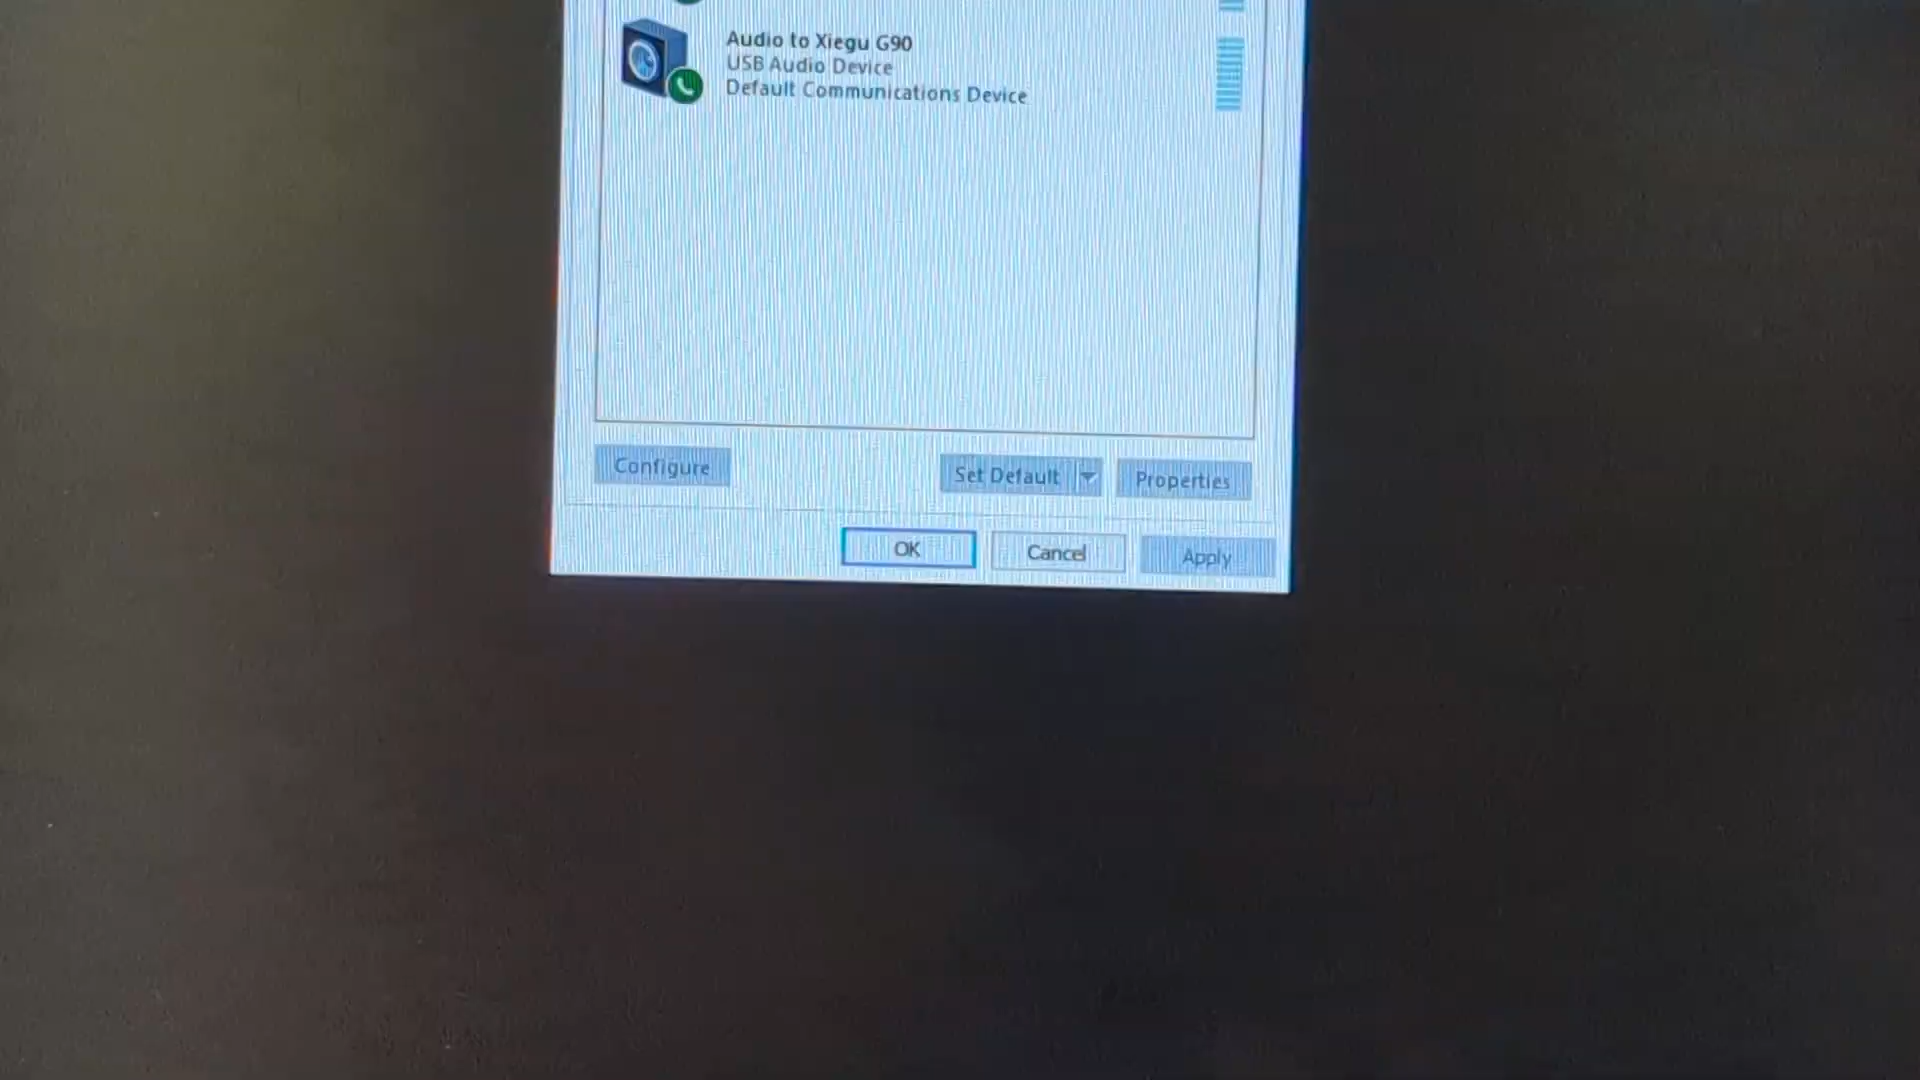 Audio to Xiegu G90
USB Audio Device
Default Communications Device
Configure
Set Default
Properties
OK
Cancel
Apply